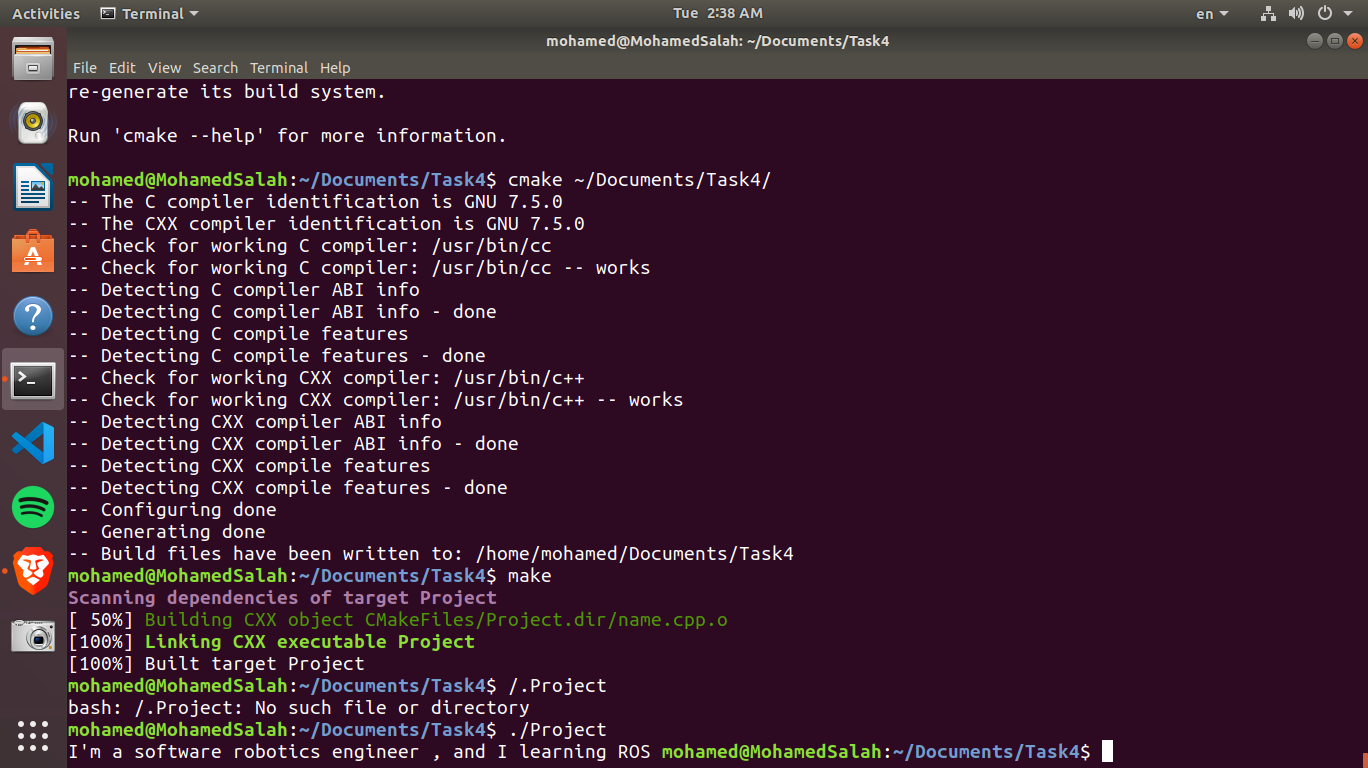 Activities Terminal Tue 2:38 AM en
mohamed@MohamedSalah: ~/Documents/Task4
File Edit View Search Terminal Help
re-generate its build system.
Run 'cmake --help' for more information.
mohamed@MohamedSalah:~/Documents/Task4$ cmake ~/Documents/Task4/
-- The C compiler identification is GNU 7.5.0
-- The CXX compiler identification is GNU 7.5.0
-- Check for working C compiler: /usr/bin/cc
-- Check for working C compiler: /usr/bin/cc -- works
-- Detecting C compiler ABI info
-- Detecting C compiler ABI info - done
-- Detecting C compile features
-- Detecting C compile features - done
-- Check for working CXX compiler: /usr/bin/c++
-- Check for working CXX compiler: /usr/bin/c++ -- works
-- Detecting CXX compiler ABI info
-- Detecting CXX compiler ABI info - done
-- Detecting CXX compile features
-- Detecting CXX compile features - done
-- Configuring done
-- Generating done
-- Build files have been written to: /home/mohamed/Documents/Task4
mohamed@MohamedSalah:~/Documents/Task4$ make
Scanning dependencies of target Project
[ 50%] Building CXX object CMakeFiles/Project.dir/name.cpp.o
[100%] Linking CXX executable Project
[100%] Built target Project
mohamed@MohamedSalah:~/Documents/Task4$ /.Project
bash: /.Project: No such file or directory
mohamed@MohamedSalah:~/Documents/Task4$ ./Project
I'm a software robotics engineer , and I learning ROS mohamed@MohamedSalah:~/Documents/Task4$